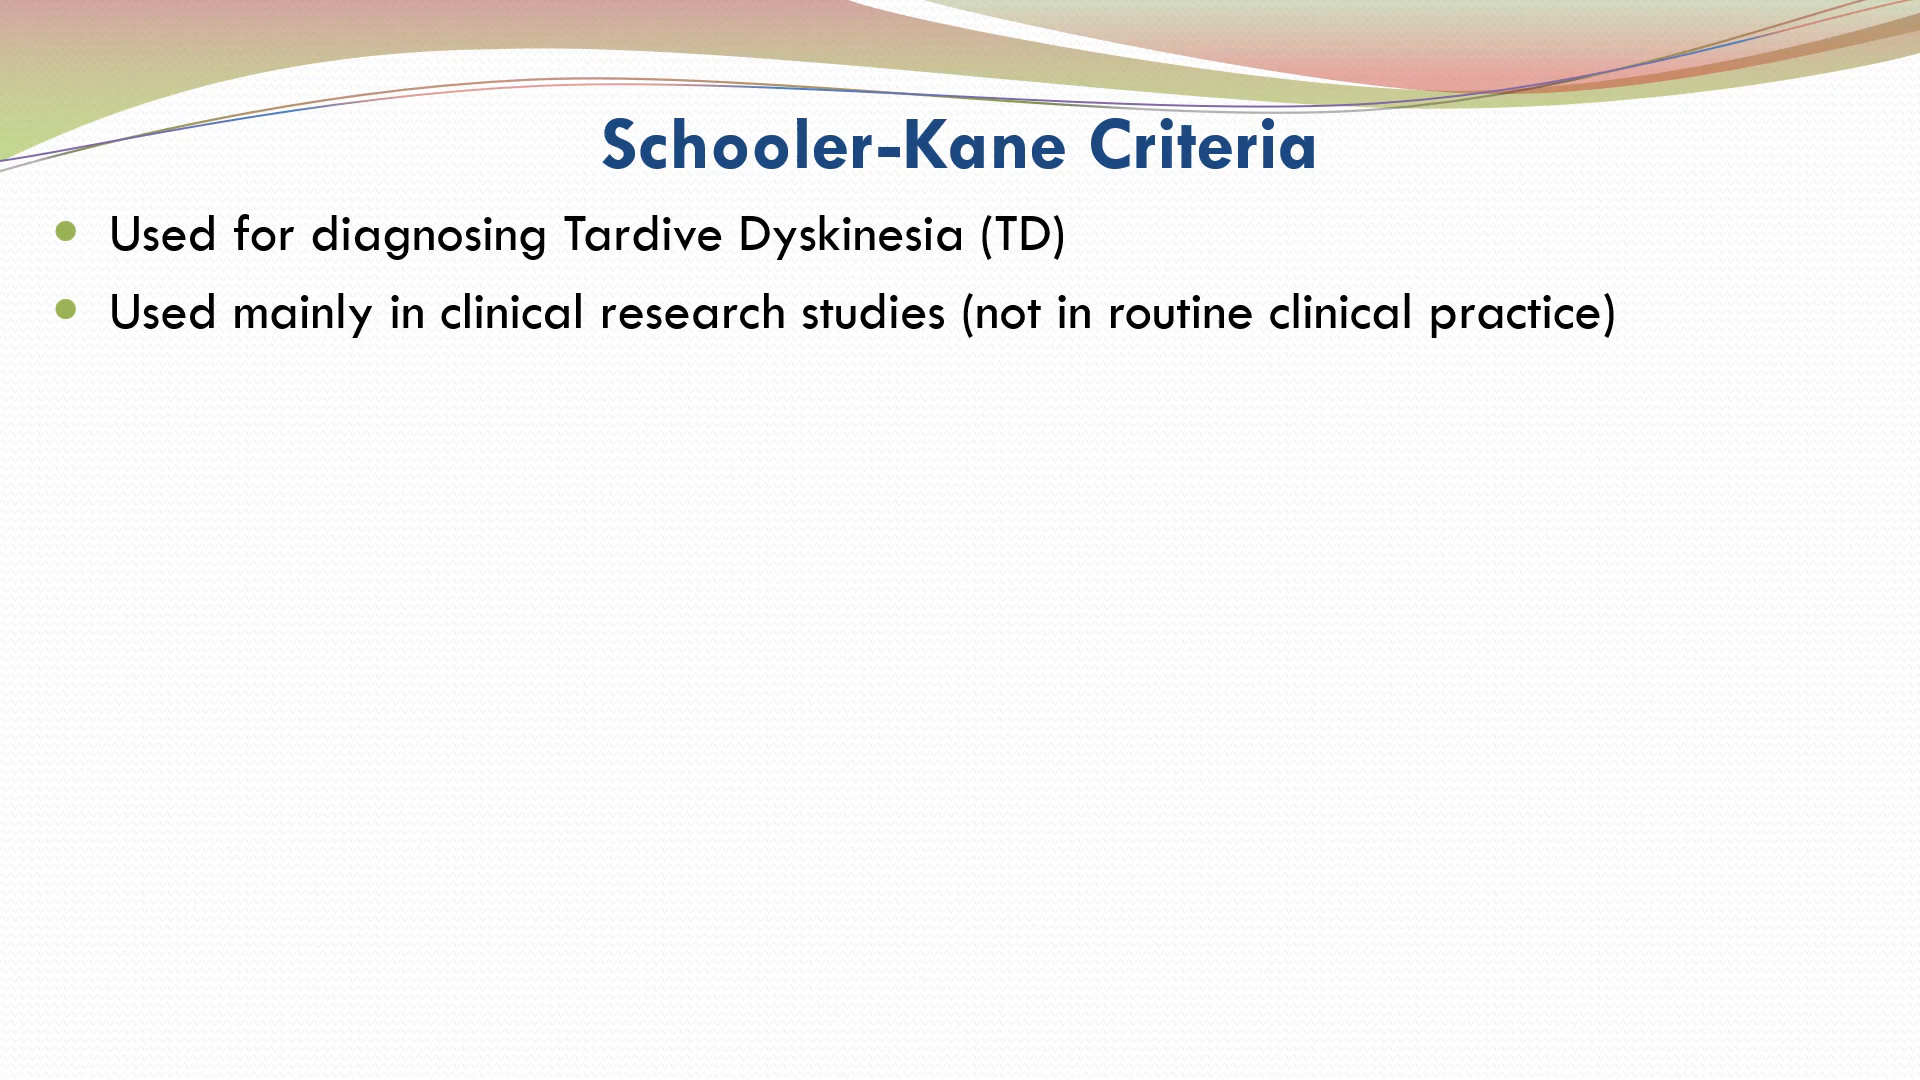 Schooler-Kane Criteria
Used for diagnosing Tardive Dyskinesia (TD)
Used mainly in clinical research studies (not in routine clinical practice)